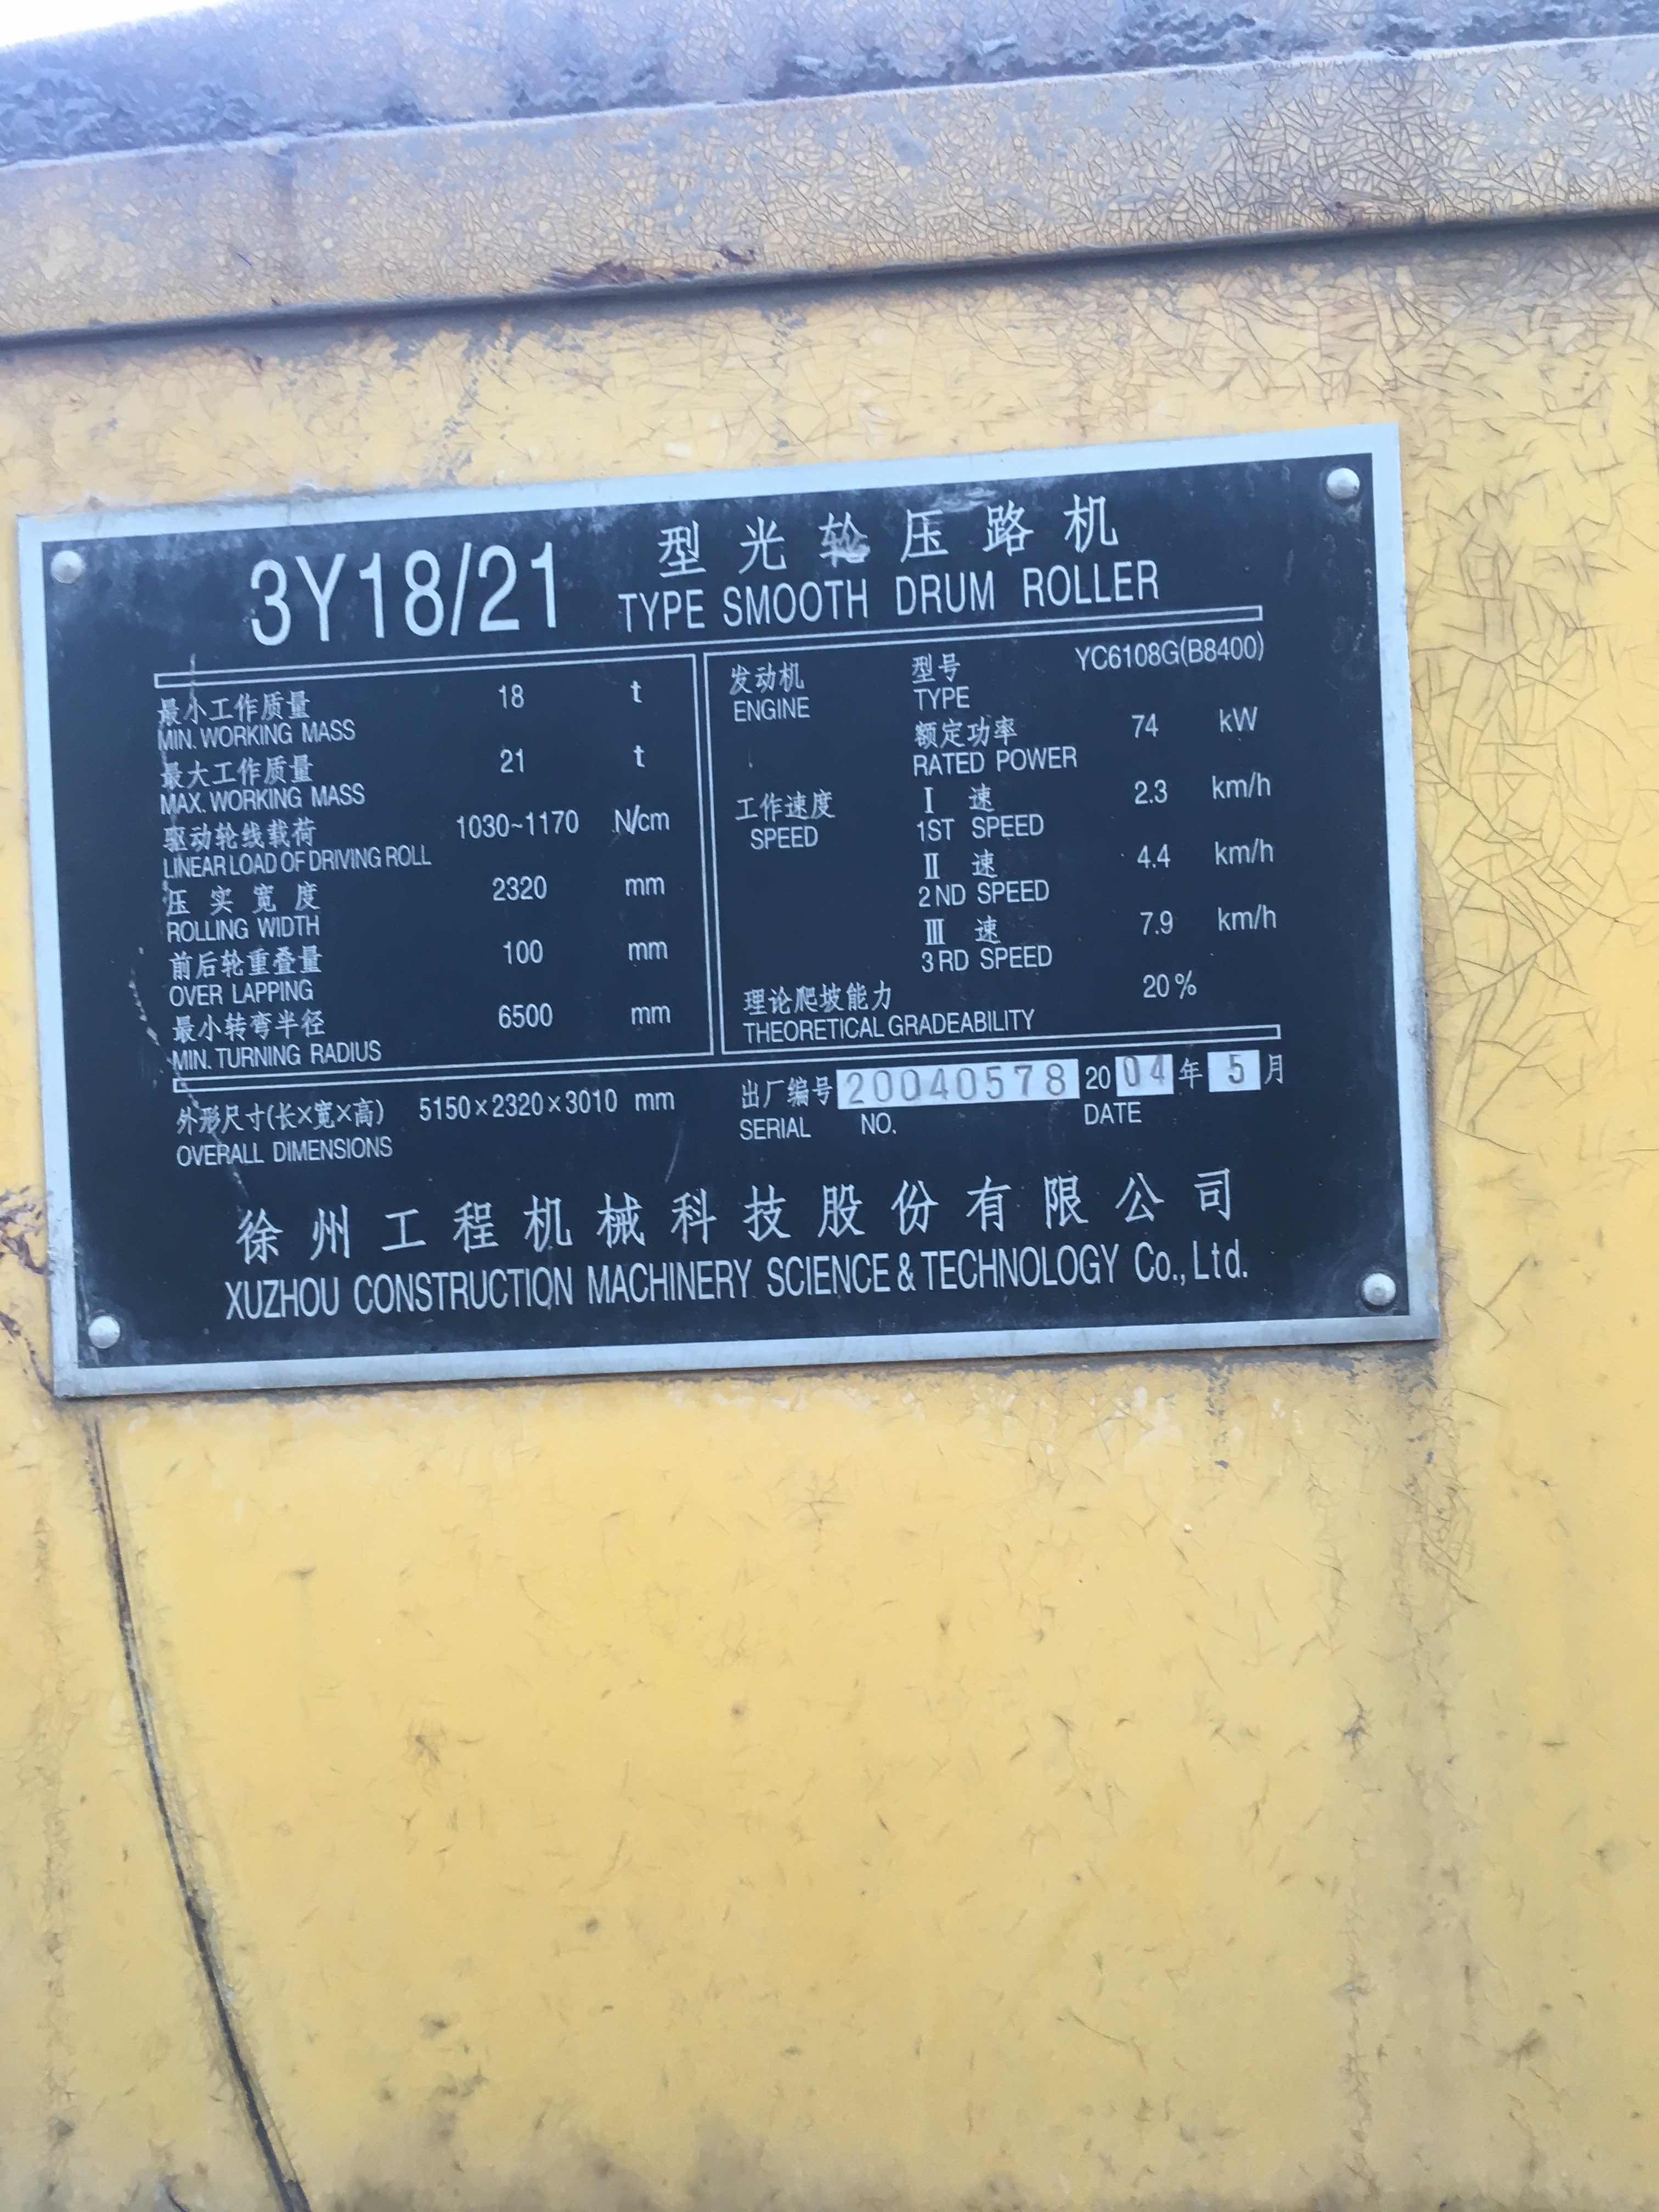 3Y18/21 型光轮压路机
TYPE SMOOTH DRUM ROLLER
最小工作质量 18 t
MIN. WORKING MASS
最大工作质量 21 t
MAX. WORKING MASS
驱动轮线载荷 1030~1170 N/cm
LINEAR LOAD OF DRIVING ROLL
压实宽度 2320 mm
ROLLING WIDTH
前后轮重叠量 100 mm
OVER LAPPING
最小转弯半径 6500 mm
MIN. TURNING RADIUS
发动机 型号 YC6108G(B8400)
ENGINE TYPE
额定功率 74 kW
RATED POWER
工作速度 I 速 2.3 km/h
SPEED 1ST SPEED
II 速 4.4 km/h
2ND SPEED
III 速 7.9 km/h
3RD SPEED
理论爬坡能力 20%
THEORETICAL GRADEABILITY
外形尺寸(长×宽×高) 5150×2320×3010 mm
OVERALL DIMENSIONS
出厂编号 20040578 2004年5月
SERIAL NO. DATE
徐州工程机械科技股份有限公司
XUZHOU CONSTRUCTION MACHINERY SCIENCE & TECHNOLOGY Co., Ltd.